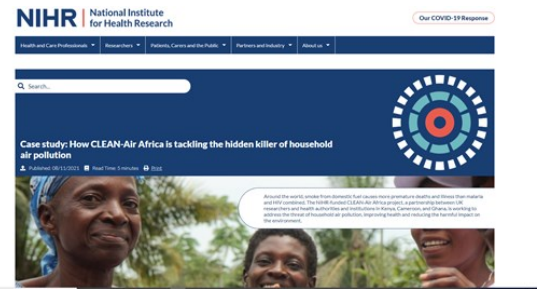 NIHR | National Institute
for Health Research
Our COVID-19 Response
Health and Care Professionals
Researchers
Patients, Carers and the Public
Partners and Industry
About us
Search...
Case study: How CLEAN-Air Africa is tackling the hidden killer of household
air pollution
Published: 08/11/2021
Read Time: 5 minutes
Print
Around the world, smoke from domestic fuel causes more premature deaths and illness than malaria
and HIV combined. The NIHR-funded CLEAN-Air Africa project, a partnership between UK
researchers and health authorities and institutions in Kenya, Cameroon, and Ghana, is working to
address the threat of household air pollution, improving health and reducing the harmful impact on
the environment.